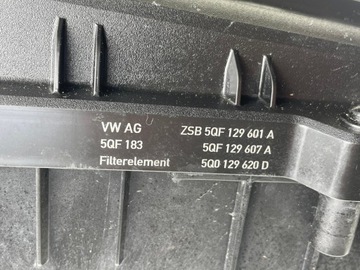 VW AG ZSB 5QF 129 601 A
5QF 183 5QF 129 607 A
Filterelement 5Q0 129 620 D